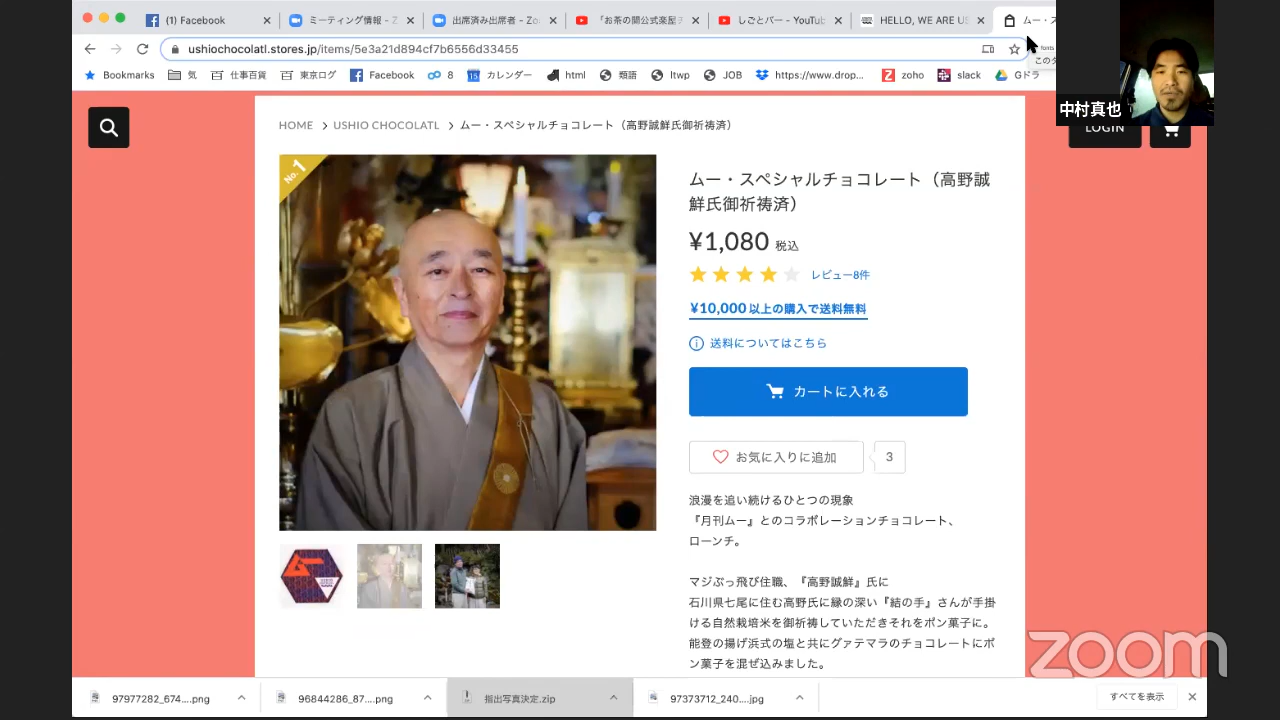 (1) Facebook
ミーティング情報 - Z
出席済み出席者 - Zo
「お茶の間公式楽屋
しごとバー - YouTub
HELLO, WE ARE US
ムー・ス
ushiochocolatl.stores.jp/items/5e3a21d894cf7b6556d33455
Bookmarks
気
仕事百貨
東京ログ
Facebook
8
カレンダー
html
類語
ltwp
JOB
https://www.drop...
zoho
slack
Gドラ
中村真也
LOGIN
HOME > USHIO CHOCOLATL > ムー・スペシャルチョコレート（高野誠鮮氏御祈祷済）
No.1
ムー・スペシャルチョコレート（高野誠
鮮氏御祈祷済）
¥1,080 税込
レビュー8件
¥10,000 以上の購入で送料無料
送料についてはこちら
カートに入れる
お気に入りに追加
3
浪漫を追い続けるひとつの現象
『月刊ムー』とのコラボレーションチョコレート、
ローンチ。
マジぶっ飛び住職、『高野誠鮮』氏に
石川県七尾に住む高野氏に縁の深い『結の手』さんが手掛
ける自然栽培米を御祈祷していただきそれをポン菓子に。
能登の揚げ浜式の塩と共にグァテマラのチョコレートにポ
ン菓子を混ぜ込みました。
ムー
zoom
97977282_674....png
96844286_87....png
指出写真決定.zip
97373712_240....jpg
すべてを表示